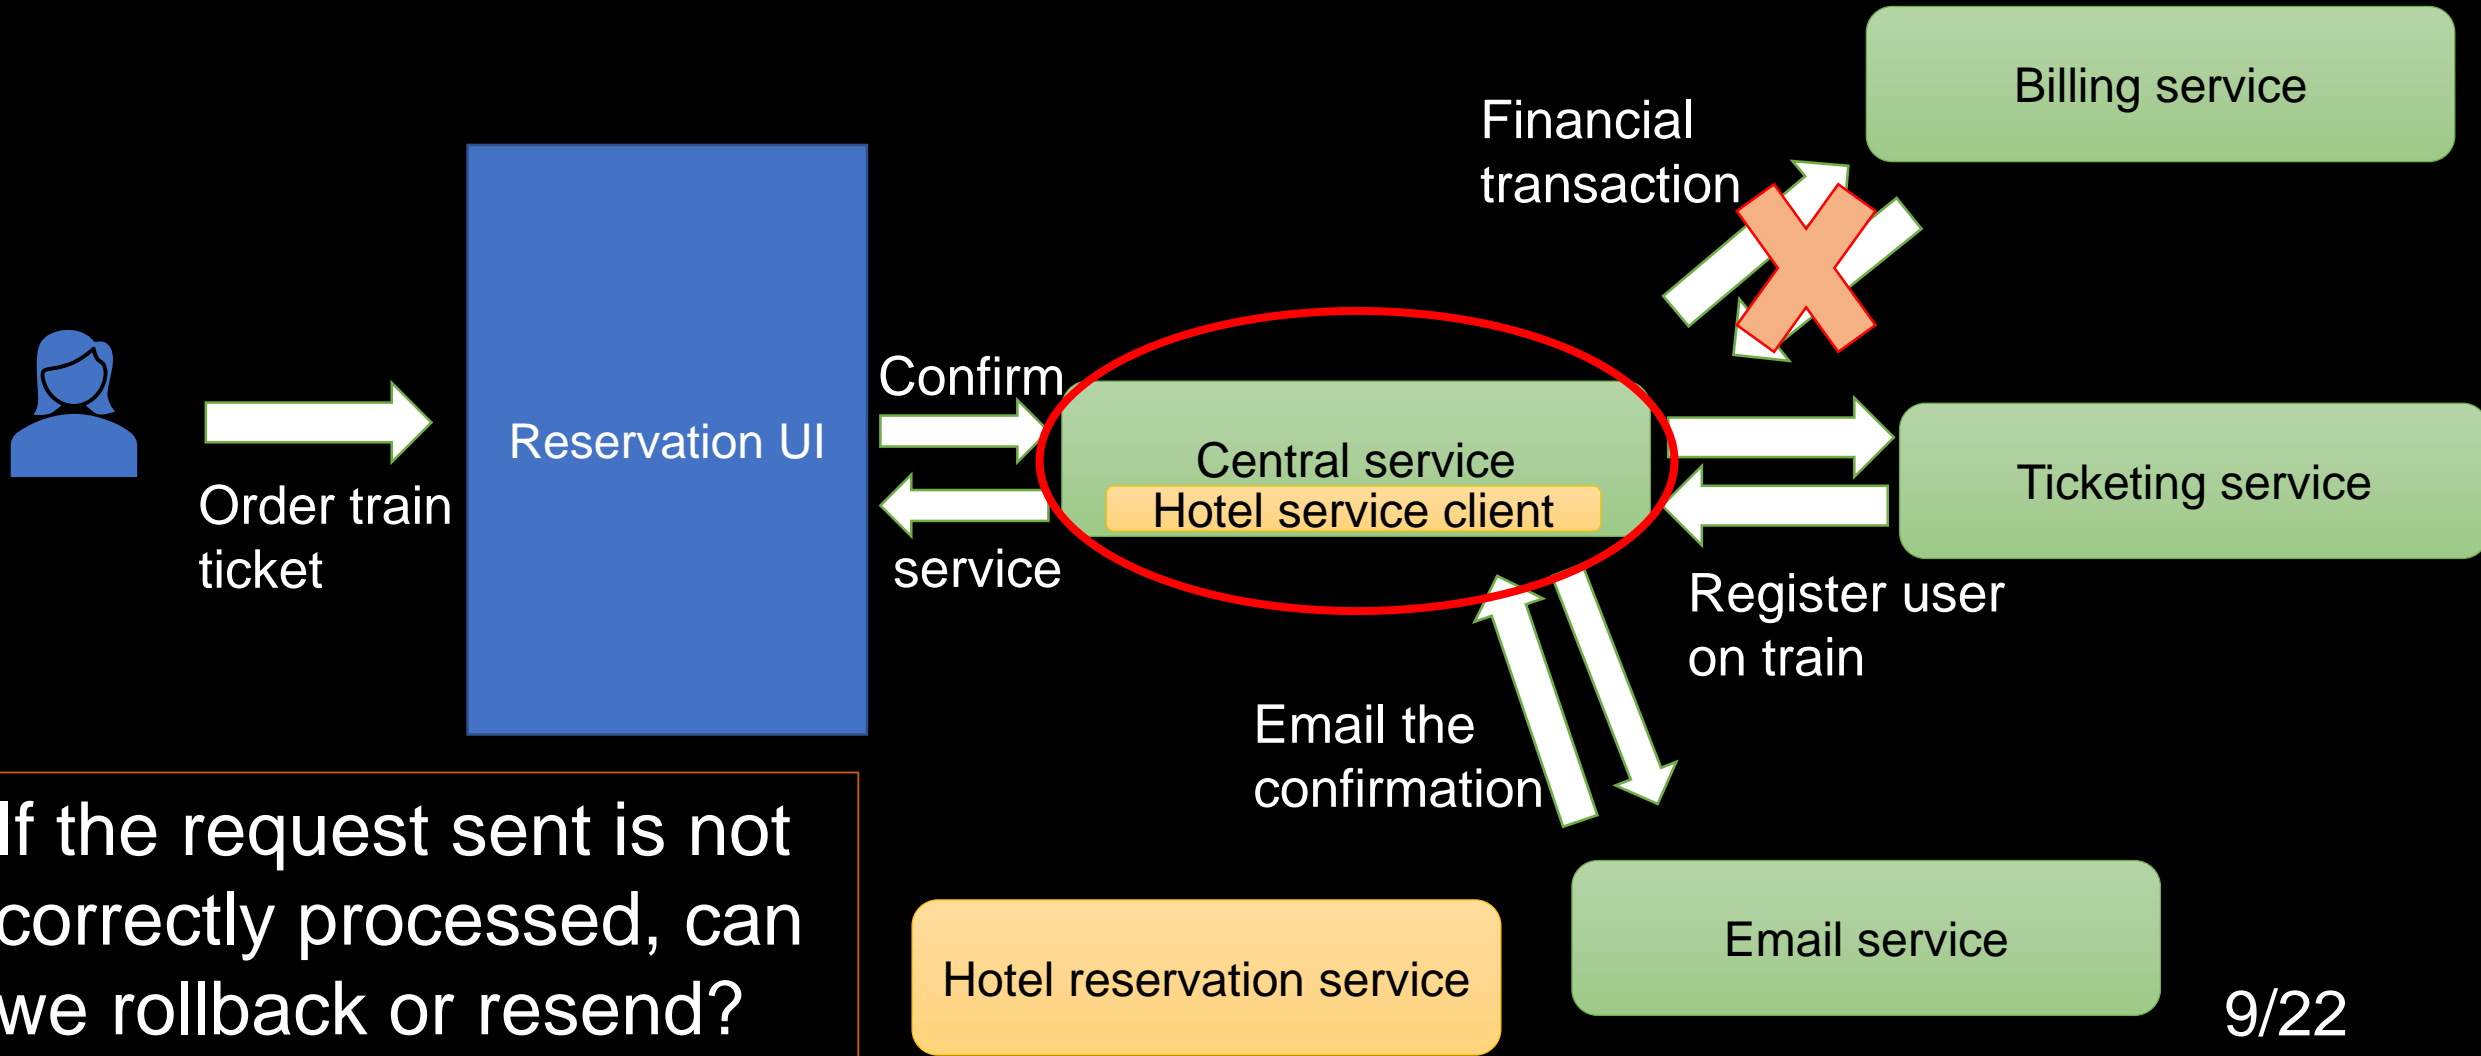 Billing service
Financial
transaction
Reservation UI
Confirm
Central service
Hotel service client
Ticketing service
Order train
ticket
service
Register user
on train
Email the
confirmation
If the request sent is not
correctly processed, can
we rollback or resend?
Hotel reservation service
Email service
9/22